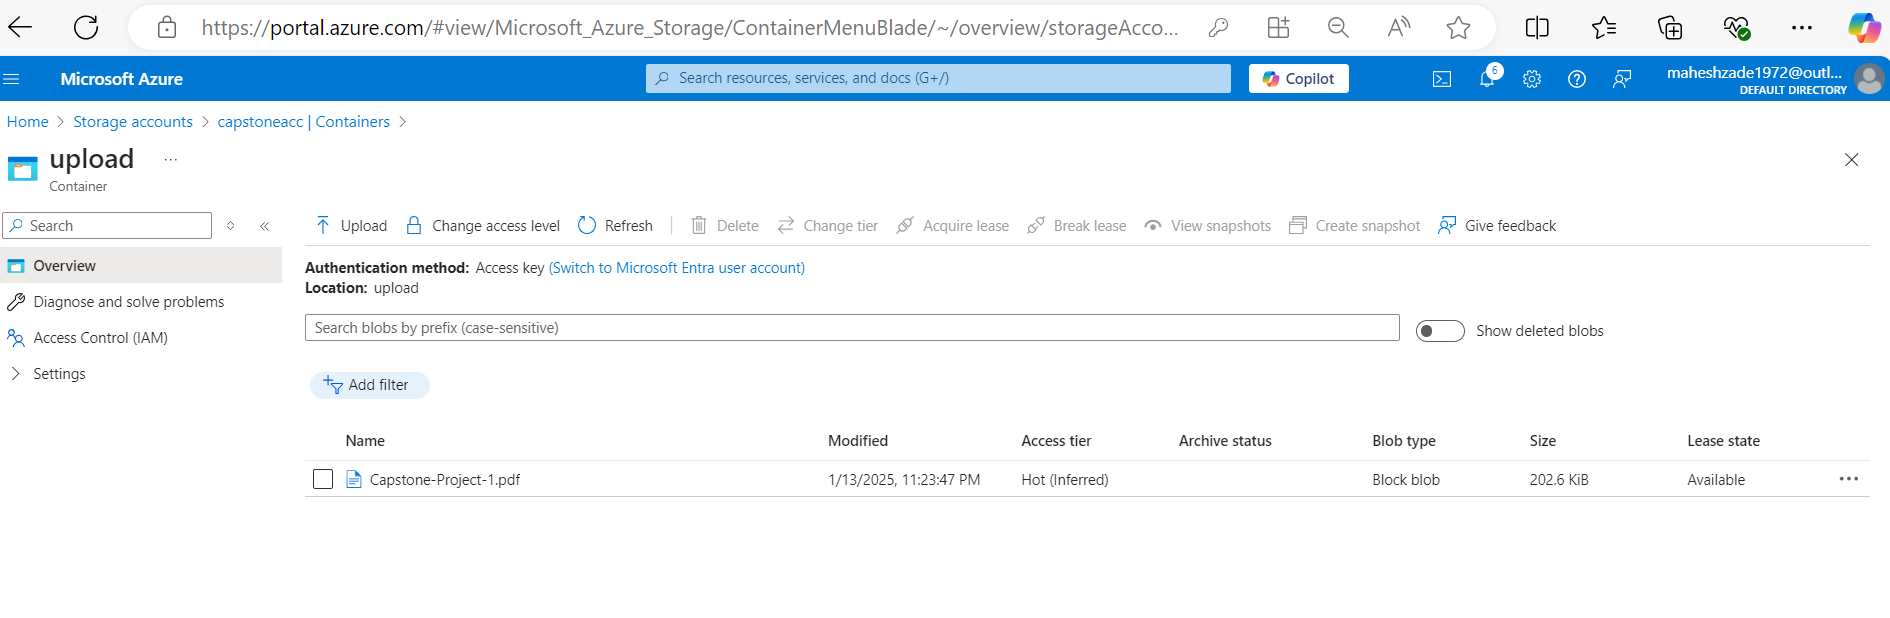 https://portal.azure.com/#view/Microsoft_Azure_Storage/ContainerMenuBlade/~/overview/storageAcco...
Microsoft Azure
Search resources, services, and docs (G+/)
Copilot
6
maheshzade1972@outl...
DEFAULT DIRECTORY
Home > Storage accounts > capstoneacc | Containers >
upload ...
Container
Search
Upload Change access level Refresh Delete Change tier Acquire lease Break lease View snapshots Create snapshot Give feedback
Overview
Diagnose and solve problems
Access Control (IAM)
Settings
Authentication method: Access key (Switch to Microsoft Entra user account)
Location: upload
Search blobs by prefix (case-sensitive)
Show deleted blobs
Add filter
Name Modified Access tier Archive status Blob type Size Lease state
Capstone-Project-1.pdf 1/13/2025, 11:23:47 PM Hot (Inferred) Block blob 202.6 KiB Available